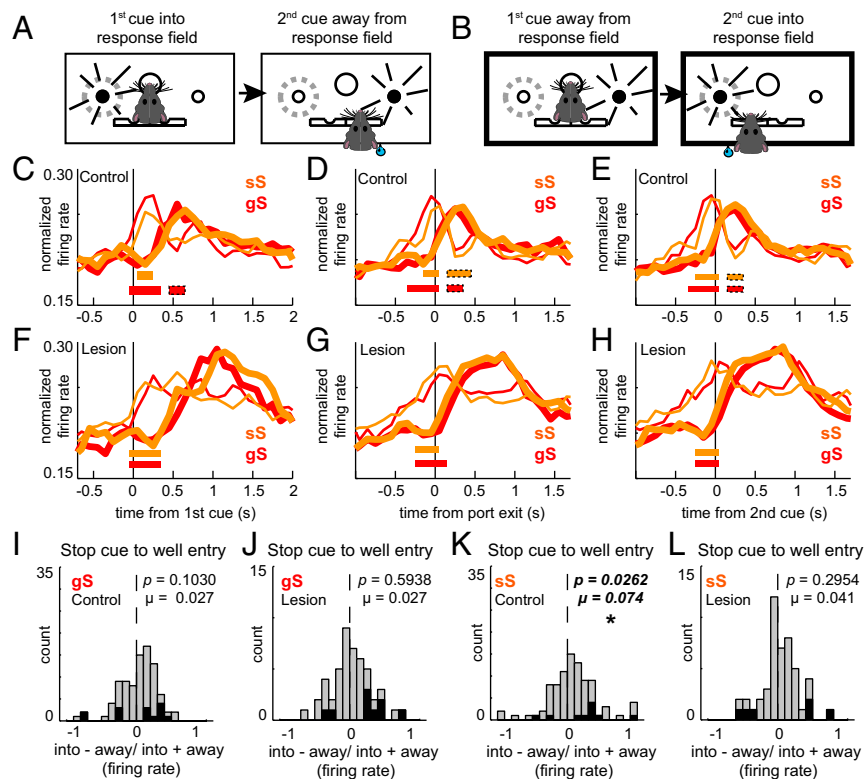 A
1st cue into
response field
2nd cue away from
response field
B
1st cue away from
response field
2nd cue into
response field
C
0.30
Control
sS
gS
normalized
firing rate
0.15
-0.5
0
0.5
1
1.5
2
D
Control
sS
gS
normalized
firing rate
-0.5
0
0.5
1
1.5
E
Control
sS
gS
normalized
firing rate
-0.5
0
0.5
1
1.5
F
0.30
Lesion
sS
gS
normalized
firing rate
0.15
-0.5
0
0.5
1
1.5
2
time from 1st cue (s)
G
Lesion
sS
gS
normalized
firing rate
-0.5
0
0.5
1
1.5
time from port exit (s)
H
Lesion
sS
gS
normalized
firing rate
-0.5
0
0.5
1
1.5
time from 2nd cue (s)
I
Stop cue to well entry
35
gS
Control
p = 0.1030
μ = 0.027
count
0
-1
0
1
into - away/ into + away
(firing rate)
J
Stop cue to well entry
15
gS
Lesion
p = 0.5938
μ = 0.027
count
0
-1
0
1
into - away/ into + away
(firing rate)
K
Stop cue to well entry
35
sS
Control
p = 0.0262
μ = 0.074
*
count
0
-1
0
1
into - away/ into + away
(firing rate)
L
Stop cue to well entry
15
sS
Lesion
p = 0.2954
μ = 0.041
count
0
-1
0
1
into - away/ into + away
(firing rate)